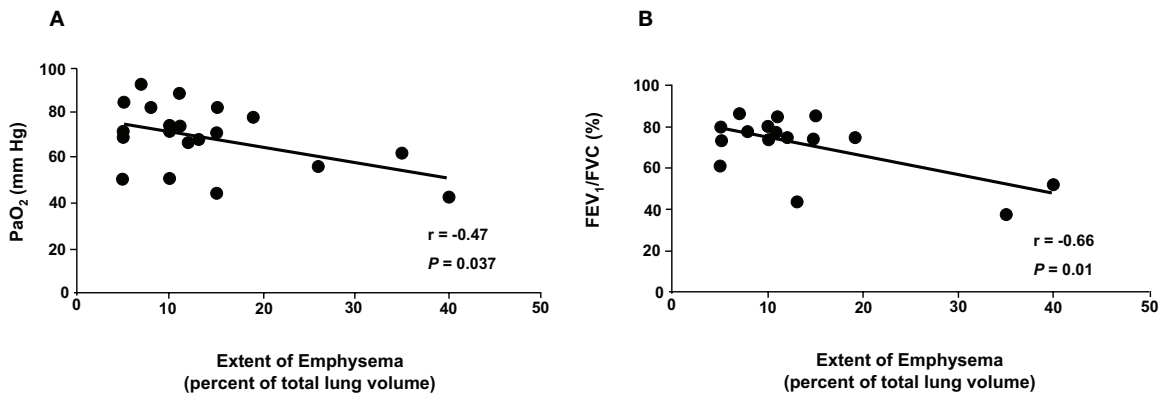 A
PaO2 (mm Hg)
100
80
60
40
20
0
0 10 20 30 40 50
r = -0.47
P = 0.037
Extent of Emphysema
(percent of total lung volume)
B
FEV1/FVC (%)
100
80
60
40
20
0
0 10 20 30 40 50
r = -0.66
P = 0.01
Extent of Emphysema
(percent of total lung volume)